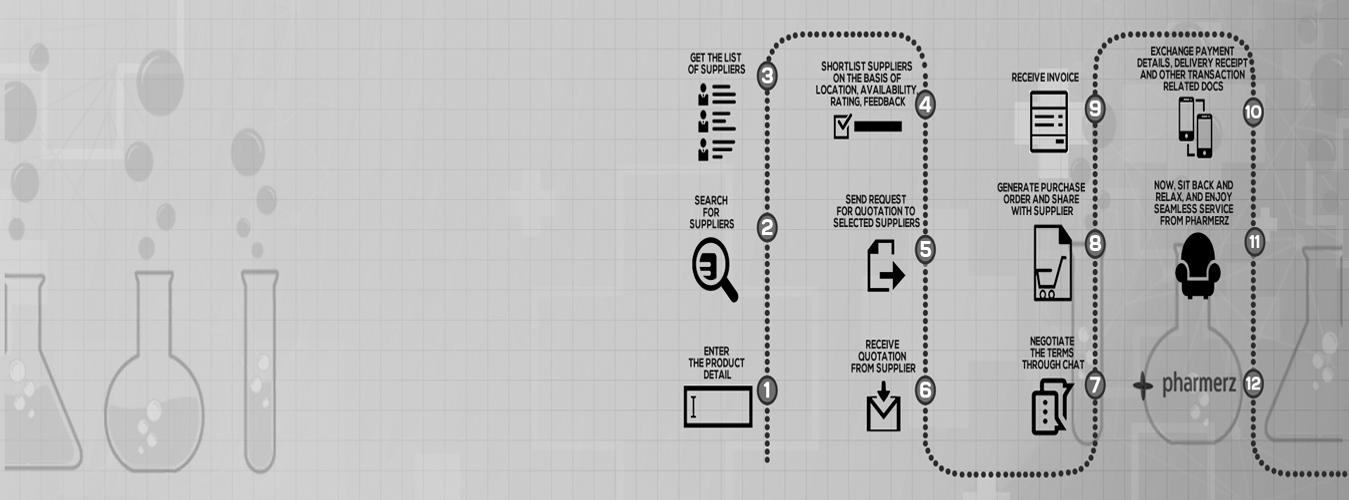 ENTER
THE PRODUCT
DETAIL
1
SEARCH
FOR
SUPPLIERS
2
GET THE LIST
OF SUPPLIERS
3
SHORTLIST SUPPLIERS
ON THE BASIS OF
LOCATION, AVAILABILITY,
RATING, FEEDBACK
4
SEND REQUEST
FOR QUOTATION TO
SELECTED SUPPLIERS
5
RECEIVE
QUOTATION
FROM SUPPLIER
6
NEGOTIATE
THE TERMS
THROUGH CHAT
7
GENERATE PURCHASE
ORDER AND SHARE
WITH SUPPLIER
8
RECEIVE INVOICE
9
EXCHANGE PAYMENT
DETAILS, DELIVERY RECEIPT
AND OTHER TRANSACTION
RELATED DOCS
10
NOW, SIT BACK AND
RELAX, AND ENJOY
SEAMLESS SERVICE
FROM PHARMERZ
11
pharmerz
12